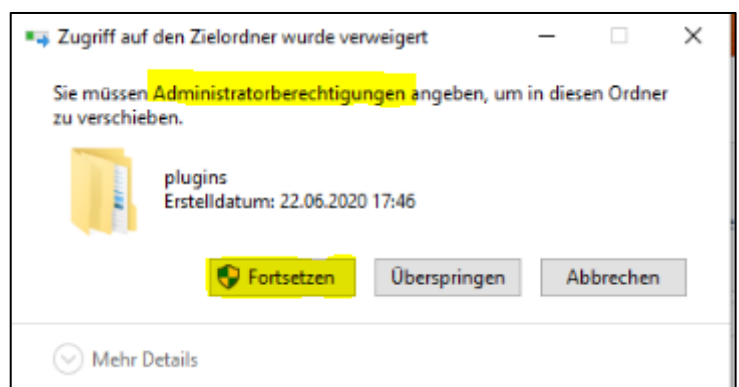 Zugriff auf den Zielordner wurde verweigert
Sie müssen Administratorberechtigungen angeben, um in diesen Ordner
zu verschieben.
plugins
Erstelldatum: 22.06.2020 17:46
Fortsetzen Überspringen Abbrechen
Mehr Details